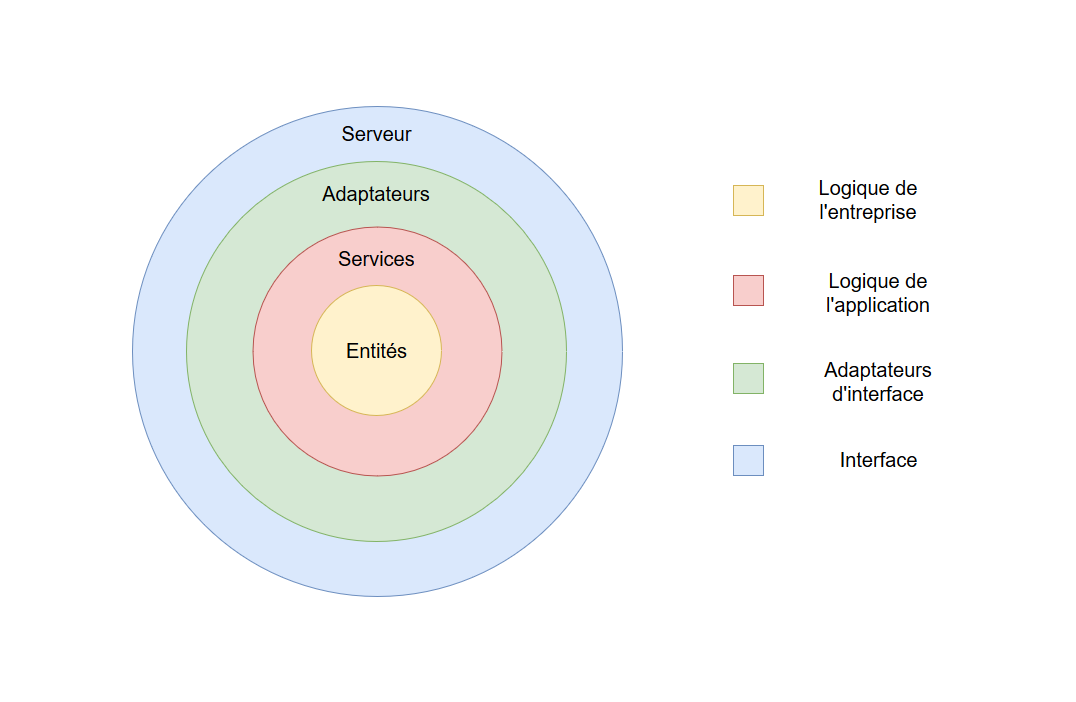 Serveur
Adaptateurs
Services
Entités
Logique de
l'entreprise
Logique de
l'application
Adaptateurs
d'interface
Interface